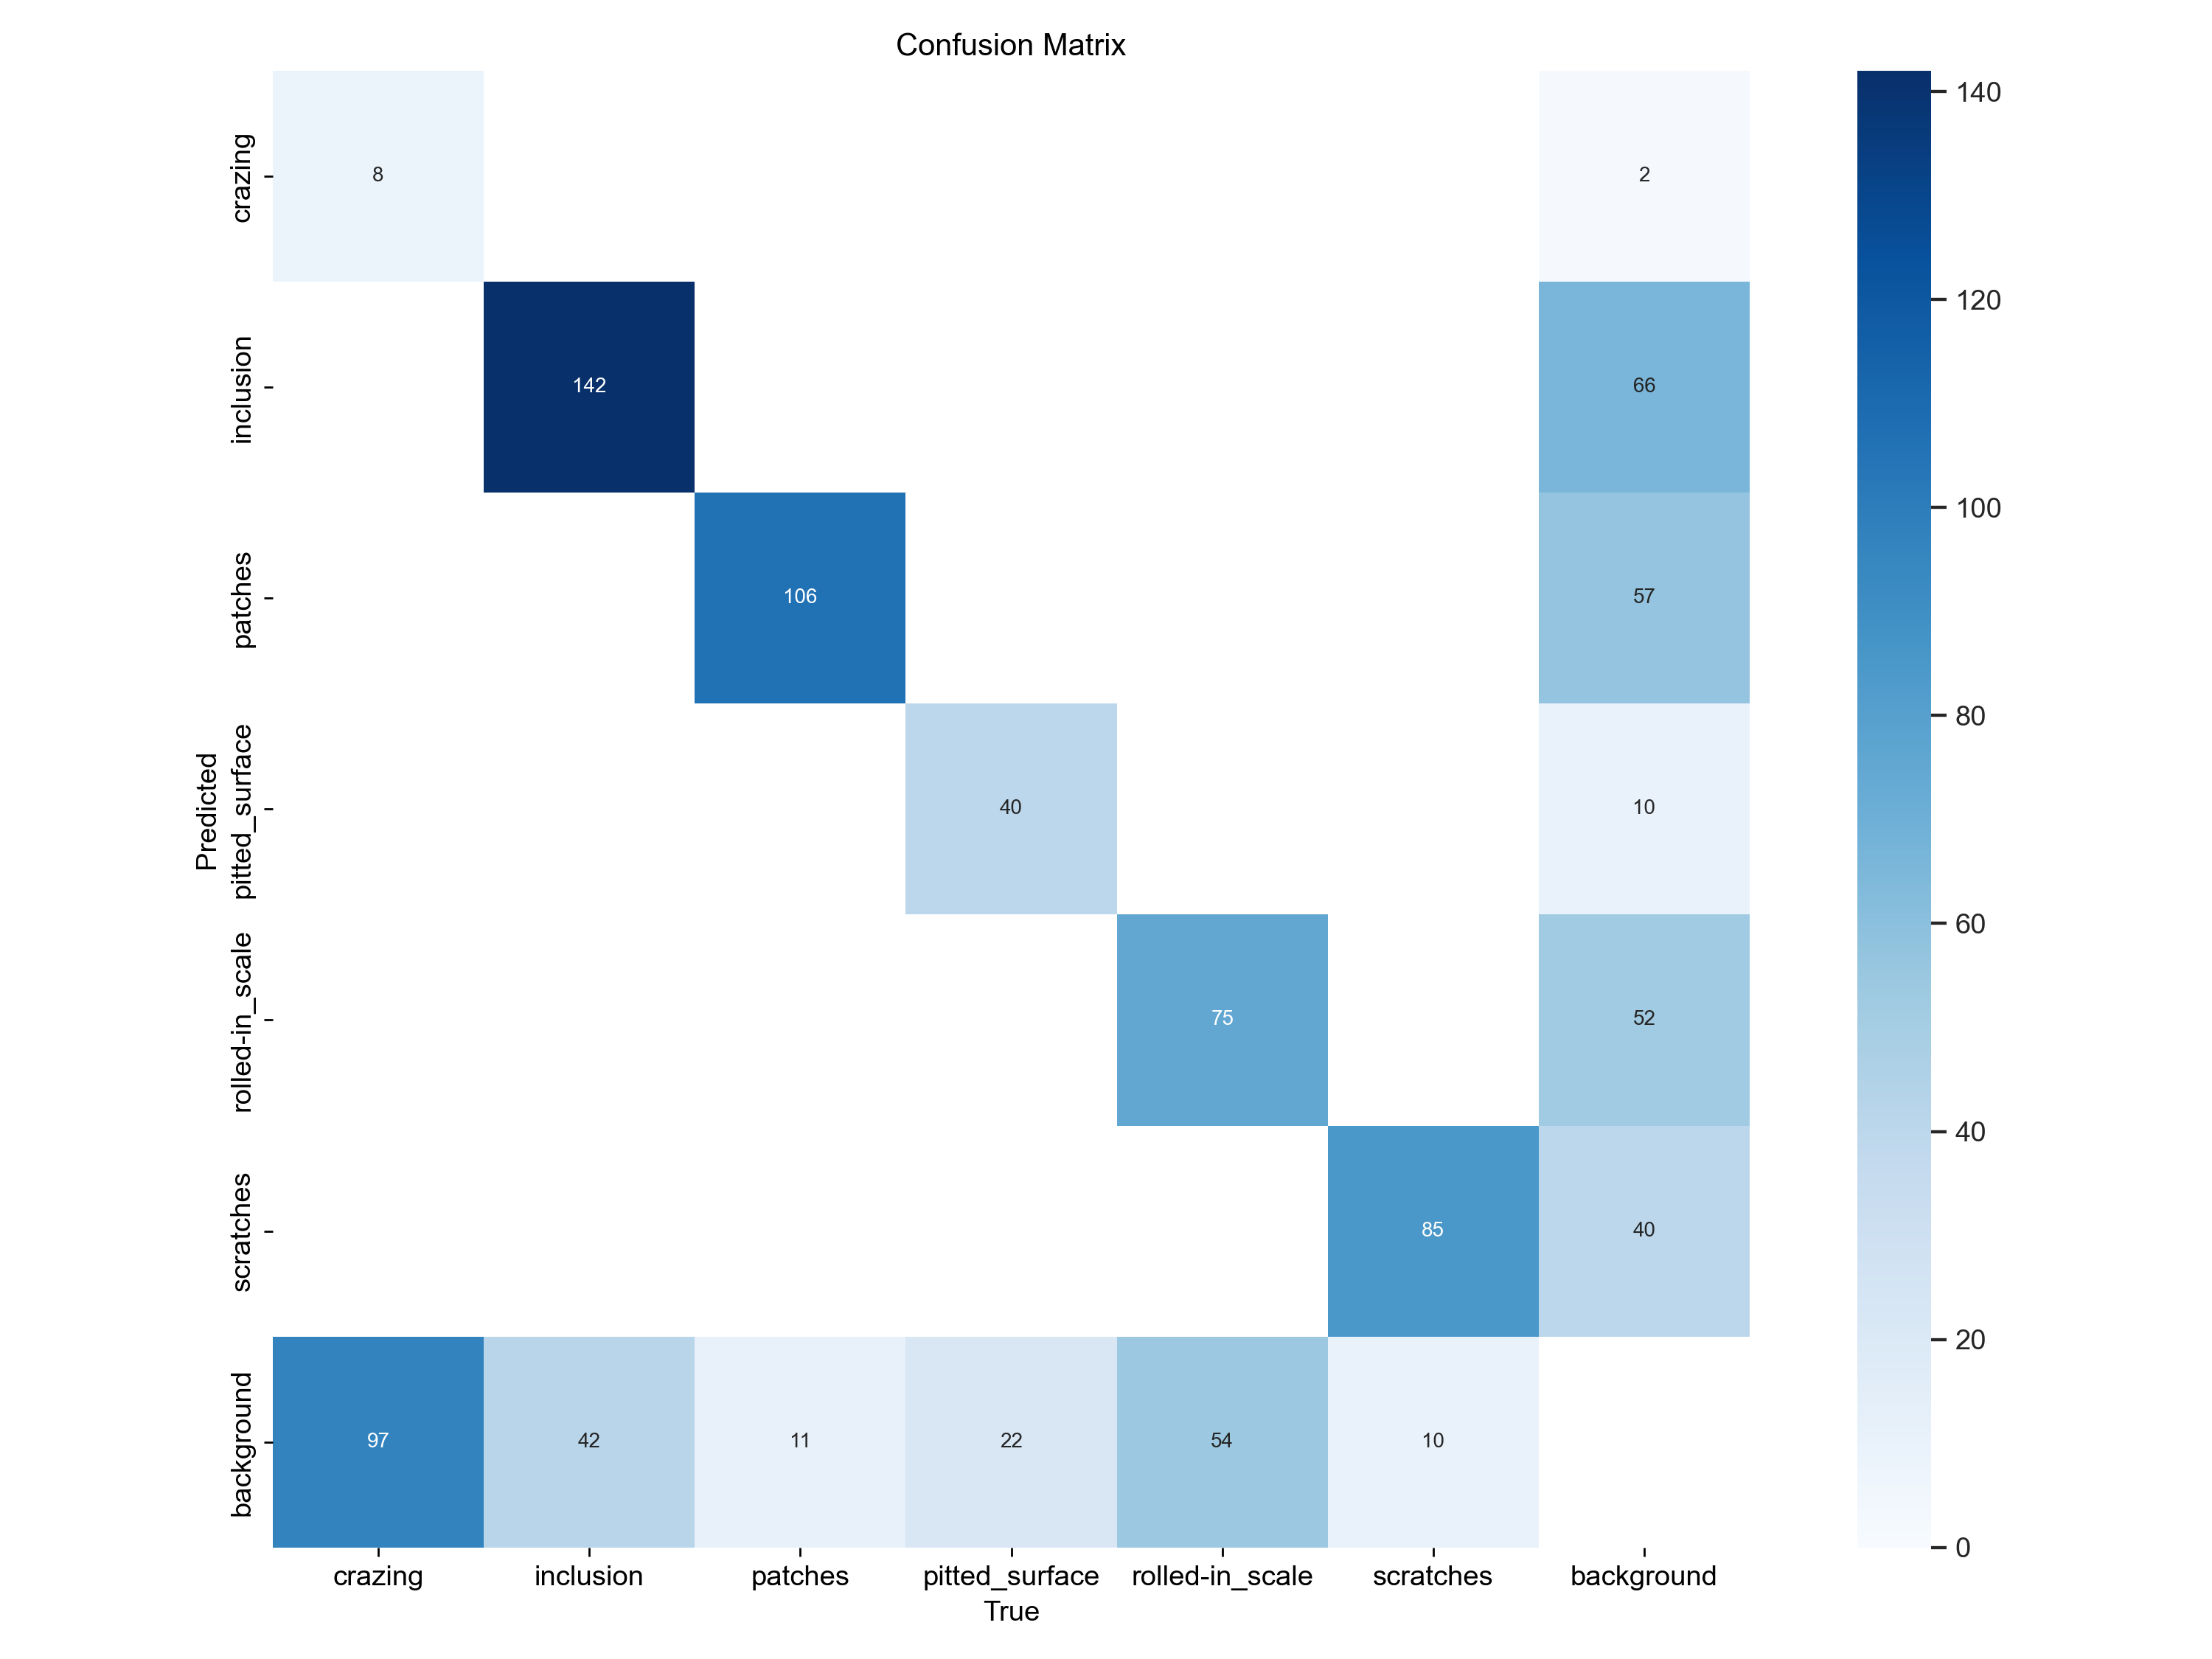 Confusion Matrix
crazing
8
2
140
inclusion
142
66
120
patches
106
57
100
Predicted
pitted_surface
40
10
80
rolled-in_scale
75
52
60
scratches
85
40
40
background
97
42
11
22
54
10
20
0
crazing
inclusion
patches
pitted_surface
rolled-in_scale
scratches
background
True